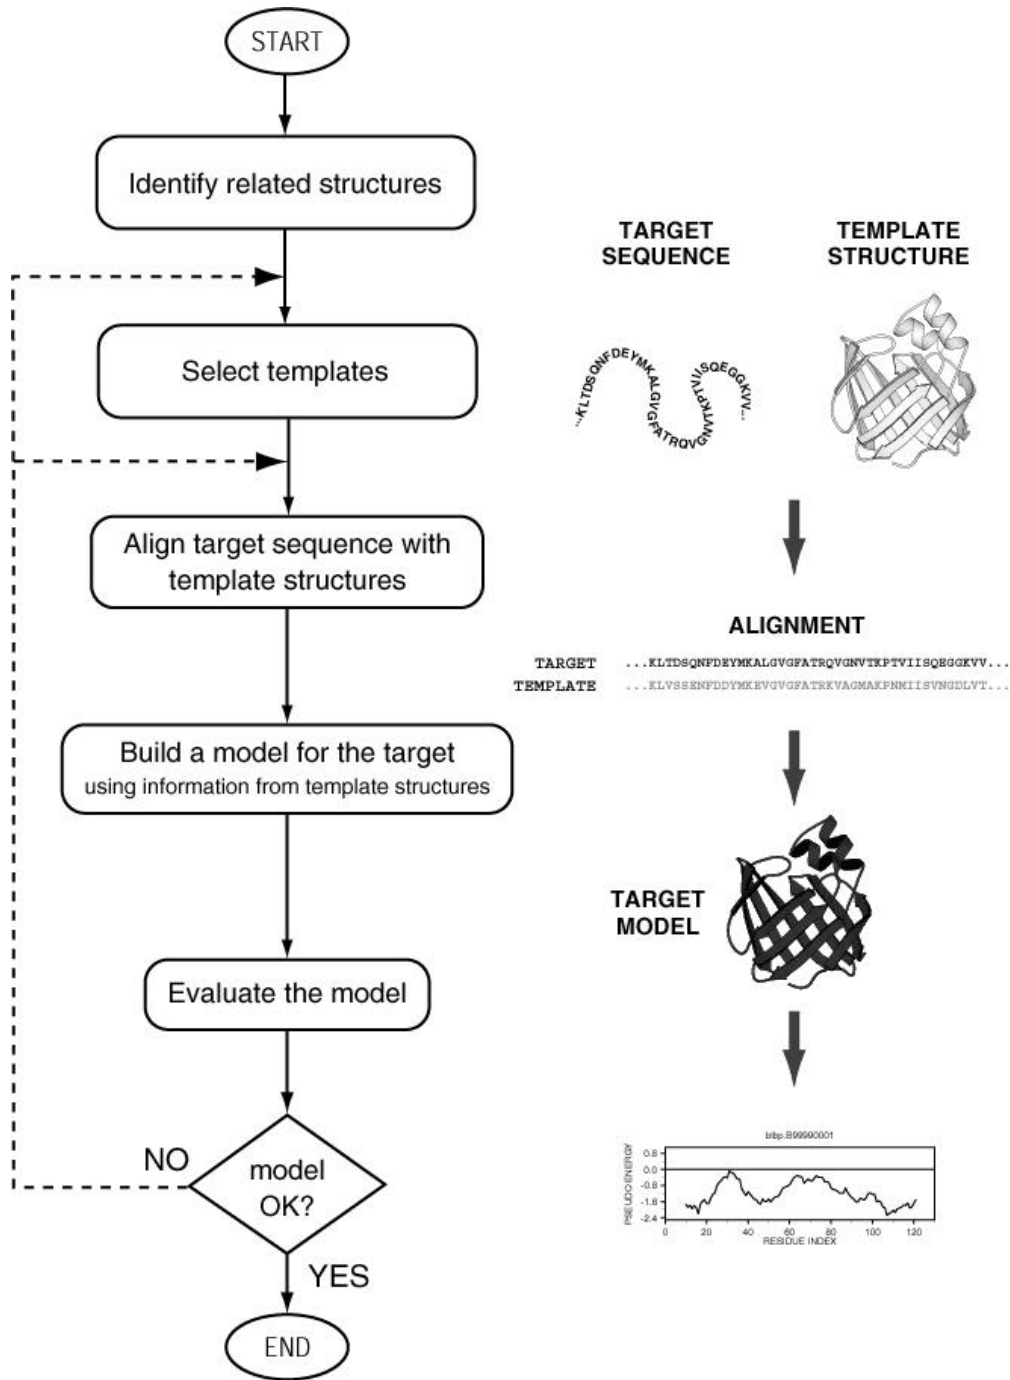 START
Identify related structures
Select templates
Align target sequence with
template structures
Build a model for the target
using information from template structures
Evaluate the model
NO
model
OK?
YES
END
TARGET
SEQUENCE
TEMPLATE
STRUCTURE
...KLTDSQNFDEYMKALGVGFATRQVGNVTKPTVIISQEGGKVV...
ALIGNMENT
TARGET ...KLTDSQNFDEYMKALGVGFATRQVGNVTKPTVIISQEGGKVV...
TEMPLATE ...KLVSSENFDDYMKEVGVGFATRKVAGMAKPNMIISVNGDLVT...
TARGET
MODEL
blbp.B99990001
PSEUDO ENERGY
0.8
0.0
-0.8
-1.6
-2.4
0 20 40 60 80 100 120
RESIDUE INDEX